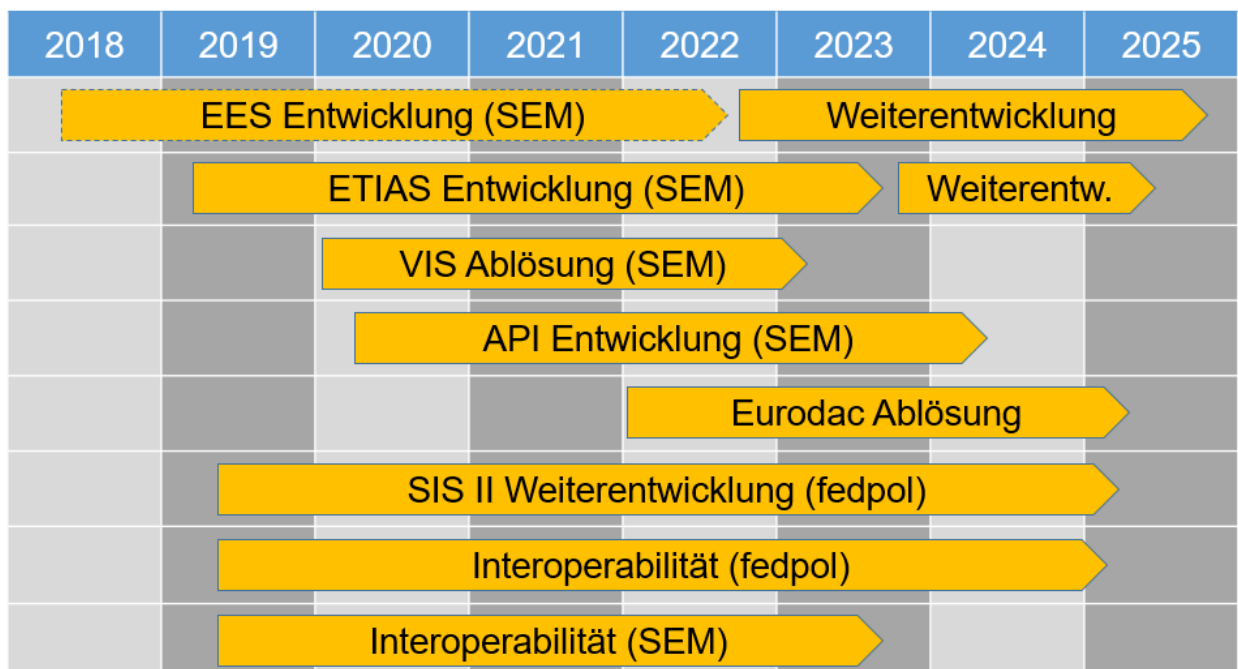 2018 2019 2020 2021 2022 2023 2024 2025
EES Entwicklung (SEM) Weiterentwicklung
ETIAS Entwicklung (SEM) Weiterentw.
VIS Ablösung (SEM)
API Entwicklung (SEM)
Eurodac Ablösung
SIS II Weiterentwicklung (fedpol)
Interoperabilität (fedpol)
Interoperabilität (SEM)